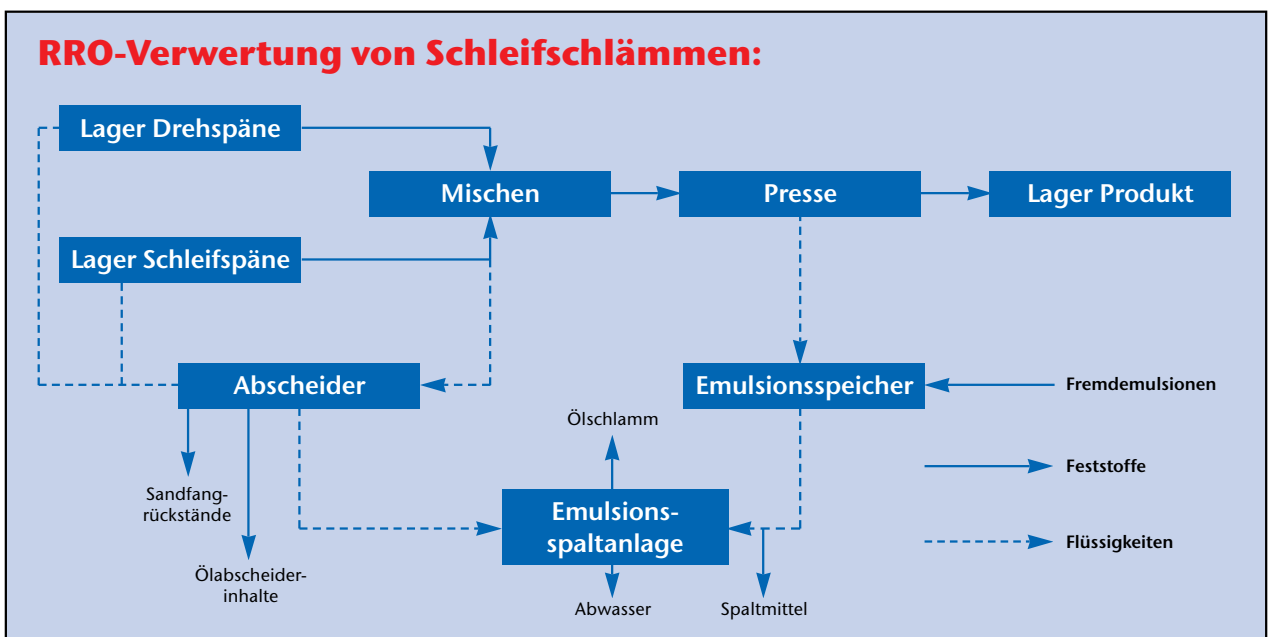 RRO-Verwertung von Schleifschlämmen:
Lager Drehspäne
Mischen
Presse
Lager Produkt
Lager Schleifspäne
Abscheider
Emulsionsspeicher
Fremdemulsionen
Ölschlamm
Feststoffe
Sandfang-
rückstände
Emulsions-
spaltanlage
Flüssigkeiten
Ölabscheider-
inhalte
Abwasser
Spaltmittel